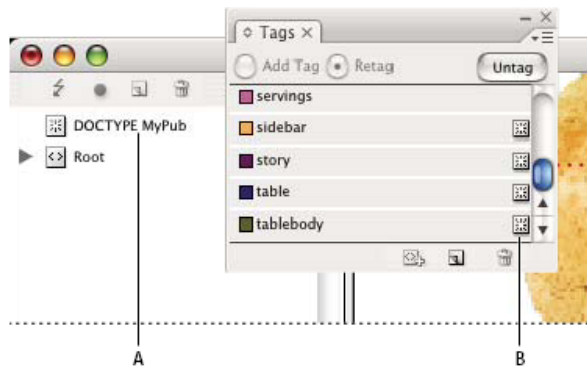 Tags
Add Tag Retag Untag
servings
sidebar
story
table
tablebody
DOCTYPE MyPub
Root
A B